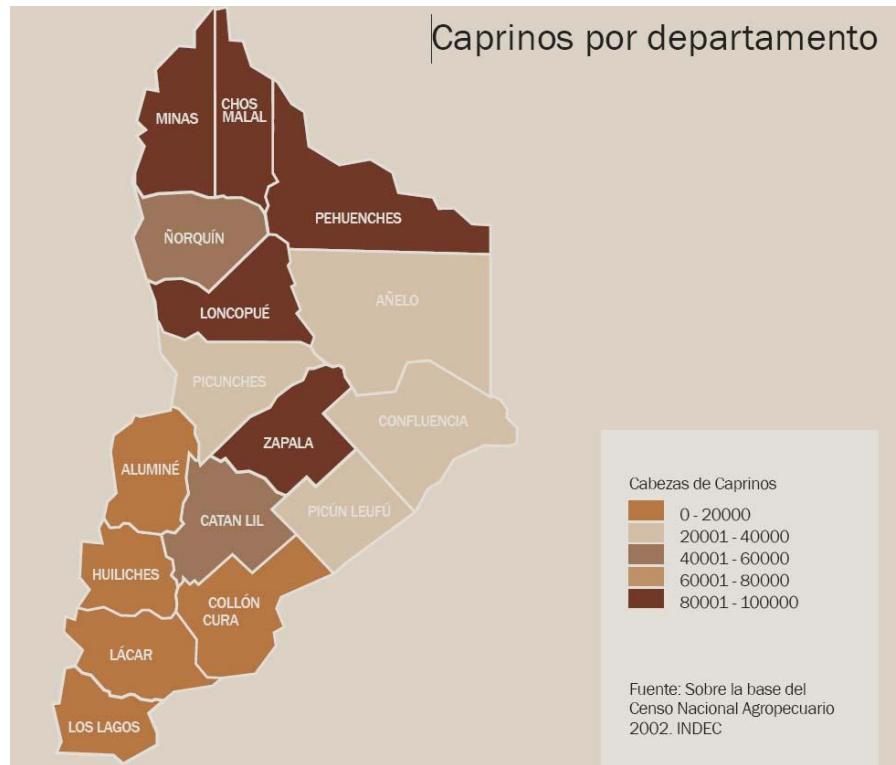 Caprinos por departamento
MINAS
CHOS
MALAL
PEHUENCHES
ÑORQUÍN
LONCOPUÉ
AÑELO
PICUNCHES
CONFLUENCIA
ZAPALA
ALUMINÉ
CATAN LIL
PICÚN LEUFÚ
HUILICHES
COLLÓN
CURA
LÁCAR
LOS LAGOS
Cabezas de Caprinos
0 - 20000
20001 - 40000
40001 - 60000
60001 - 80000
80001 - 100000
Fuente: Sobre la base del
Censo Nacional Agropecuario
2002. INDEC